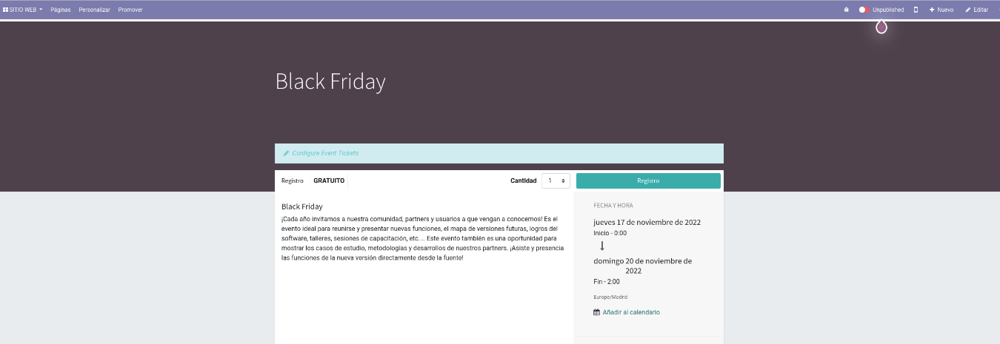 SITIO WEB Páginas Personalizar Promover Unpublished Nuevo Editar
Black Friday
Configure Event Tickets
Registro GRATUITO Cantidad 1 Registro
Black Friday
¡Cada año invitamos a nuestra comunidad, partners y usuarios a que vengan a conocernos! Es el
evento ideal para reunirse y presentar nuevas funciones, el mapa de versiones futuras, logros del
software, talleres, sesiones de capacitación, etc.... Este evento también es una oportunidad para
mostrar los casos de estudio, metodologías y desarrollos de nuestros partners. ¡Asiste y presencia
las funciones de la nueva versión directamente desde la fuente!
FECHA Y HORA
jueves 17 de noviembre de 2022
Inicio - 0:00
domingo 20 de noviembre de
2022
Fin - 2:00
Europe/Madrid
Añadir al calendario